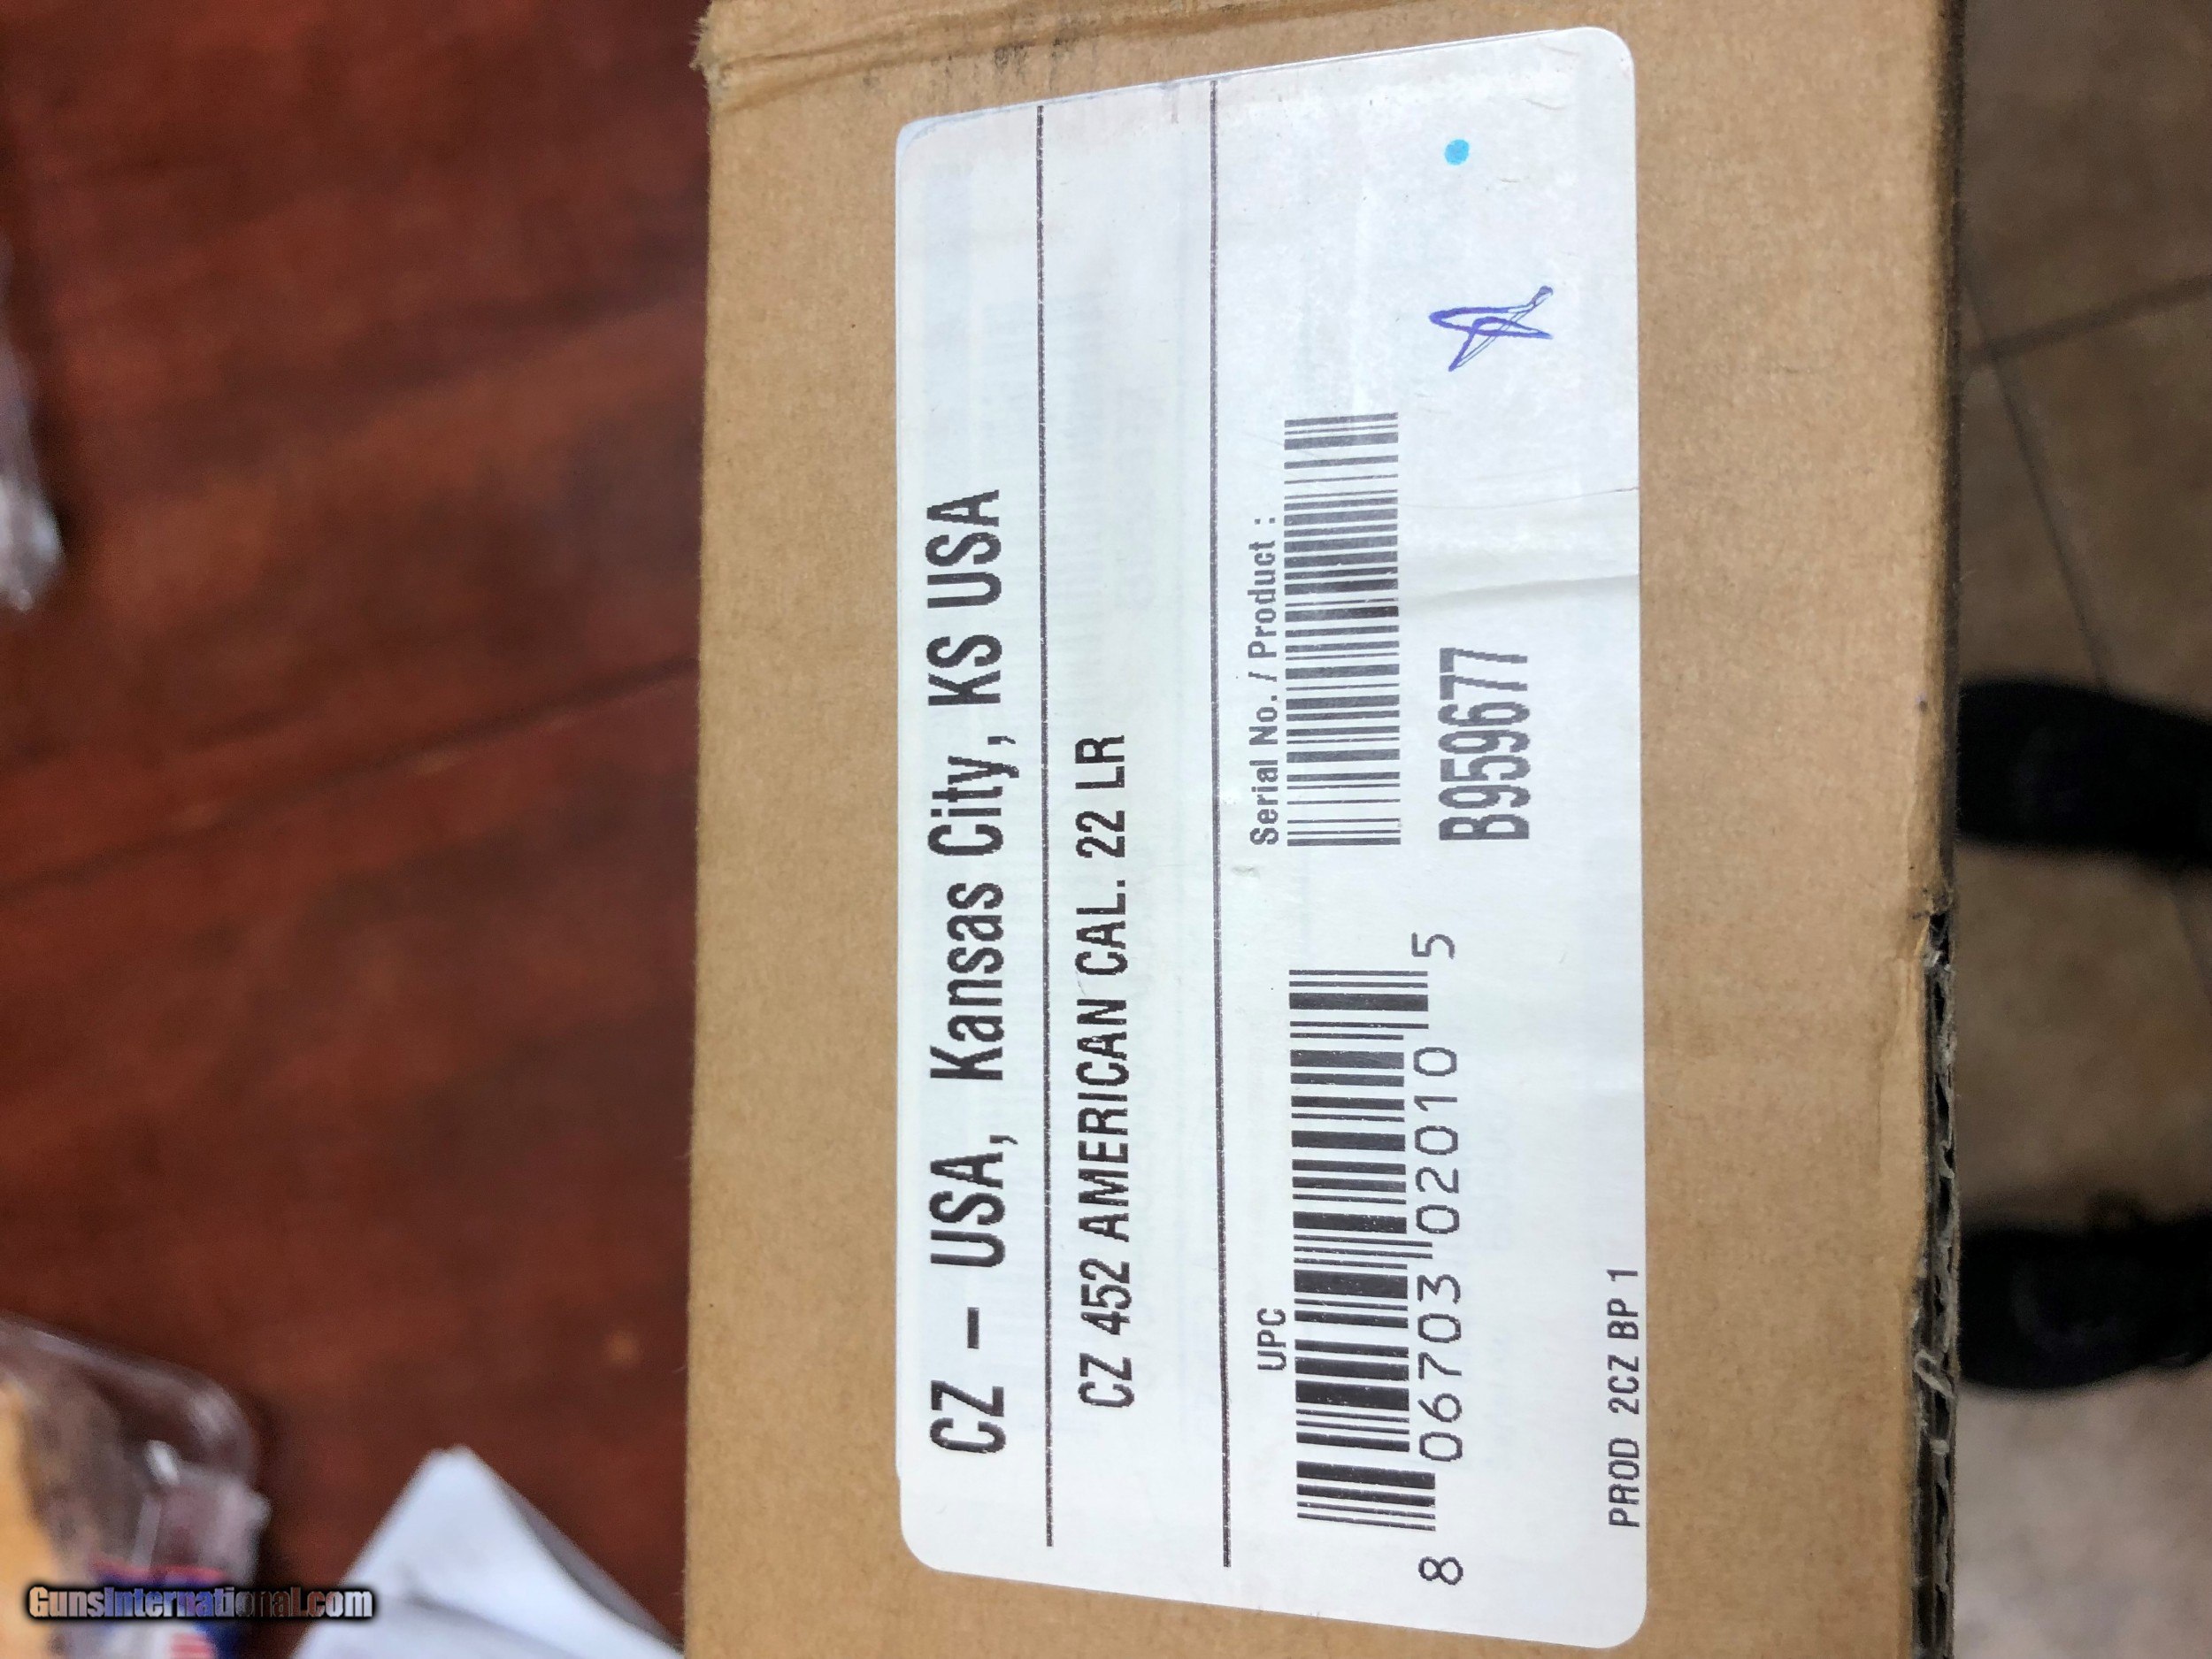 CZ - USA, Kansas City, KS USA
CZ 452 AMERICAN CAL. 22 LR
UPC
8 06703 02010 5
Serial No. / Product :
B959677
PROD 2CZ BP 1
GunsInternational.com